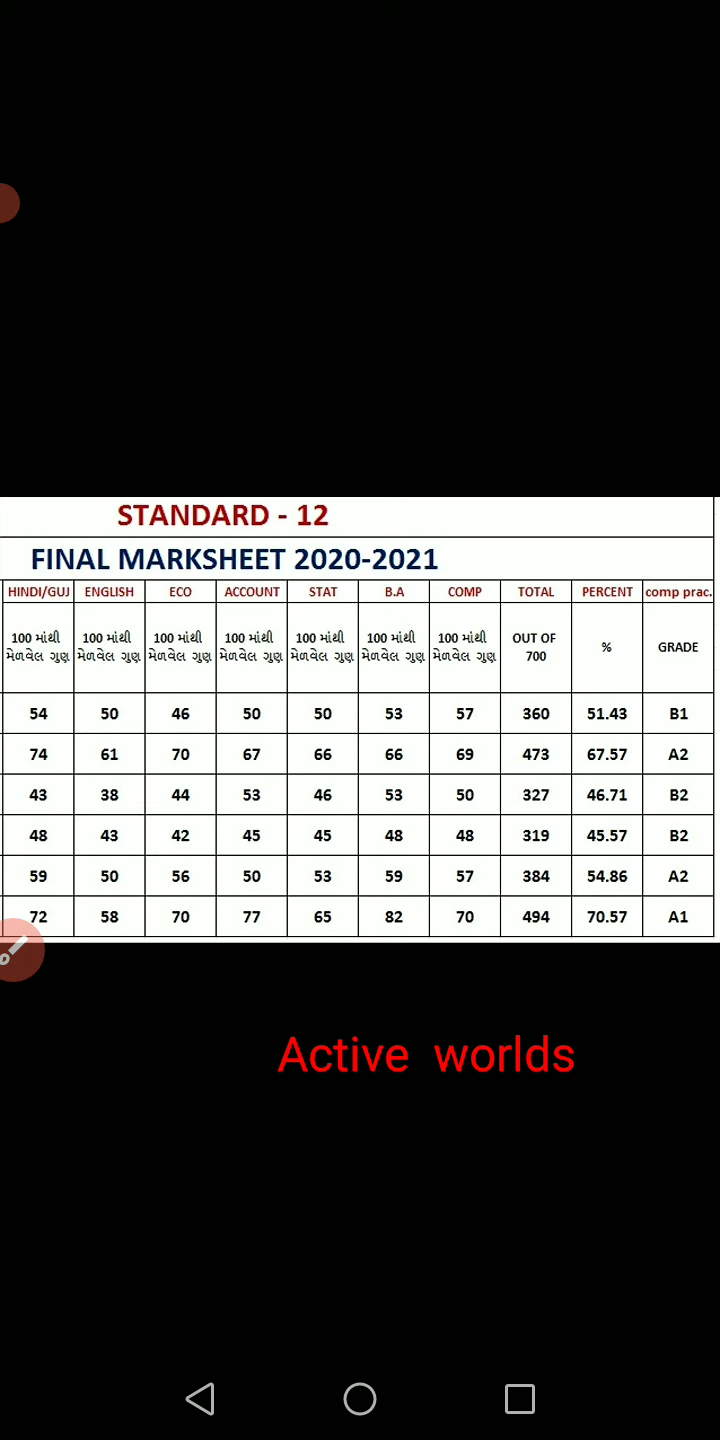 STANDARD - 12
FINAL MARKSHEET 2020-2021
HINDI/GUJ ENGLISH ECO ACCOUNT STAT B.A COMP TOTAL PERCENT comp prac.
100 માંથી 100 માંથી 100 માંથી 100 માંથી 100 માંથી 100 માંથી 100 માંથી OUT OF % GRADE
મેળવેલ ગુણ મેળવેલ ગુણ મેળવેલ ગુણ મેળવેલ ગુણ મેળવેલ ગુણ મેળવેલ ગુણ મેળવેલ ગુણ 700
54 50 46 50 50 53 57 360 51.43 B1
74 61 70 67 66 66 69 473 67.57 A2
43 38 44 53 46 53 50 327 46.71 B2
48 43 42 45 45 48 48 319 45.57 B2
59 50 56 50 53 59 57 384 54.86 A2
72 58 70 77 65 82 70 494 70.57 A1
Active worlds